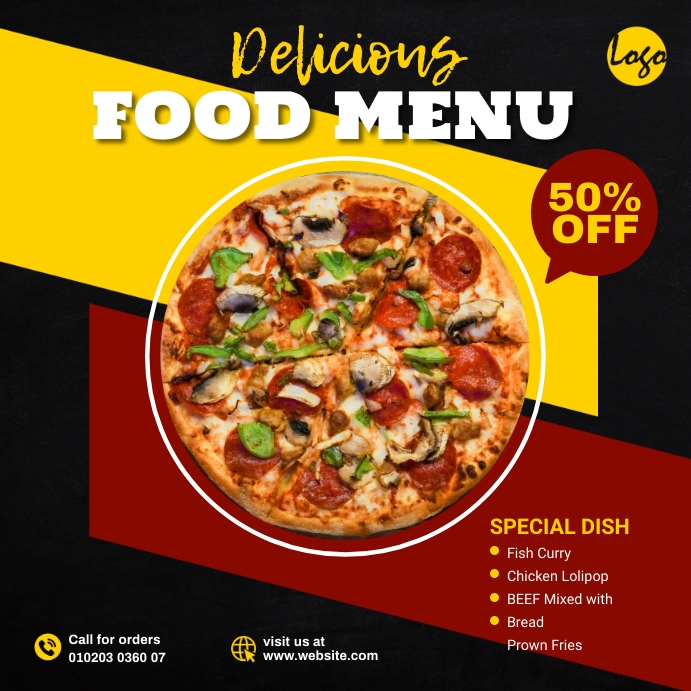 Delicious
Logo
FOOD MENU
50%
OFF
SPECIAL DISH
Fish Curry
Chicken Lolipop
BEEF Mixed with
Bread
Prown Fries
Call for orders
010203 0360 07
visit us at
www.website.com